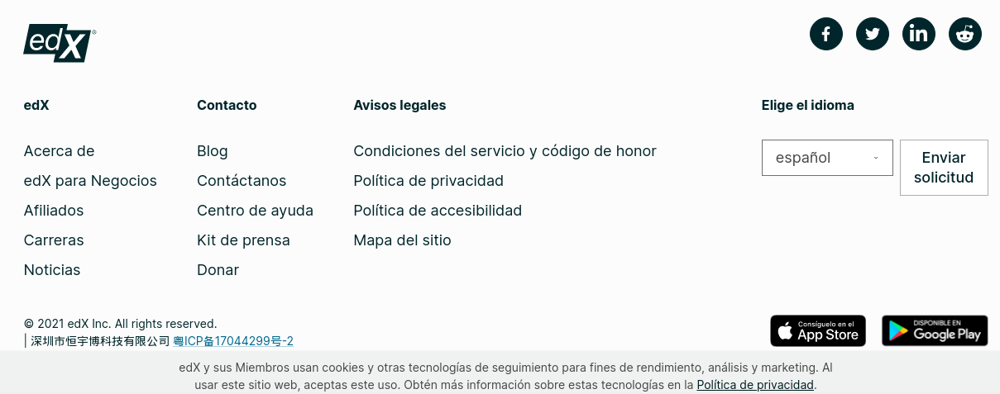 edX®
edX
Acerca de
edX para Negocios
Afiliados
Carreras
Noticias
Contacto
Blog
Contáctanos
Centro de ayuda
Kit de prensa
Donar
Avisos legales
Condiciones del servicio y código de honor
Política de privacidad
Política de accesibilidad
Mapa del sitio
Elige el idioma
español
Enviar
solicitud
© 2021 edX Inc. All rights reserved.
| 深圳市恒宇博科技有限公司 粤ICP备17044299号-2
Consíguelo en el
App Store
DISPONIBLE EN
Google Play
edX y sus Miembros usan cookies y otras tecnologías de seguimiento para fines de rendimiento, análisis y marketing. Al
usar este sitio web, aceptas este uso. Obtén más información sobre estas tecnologías en la Política de privacidad.